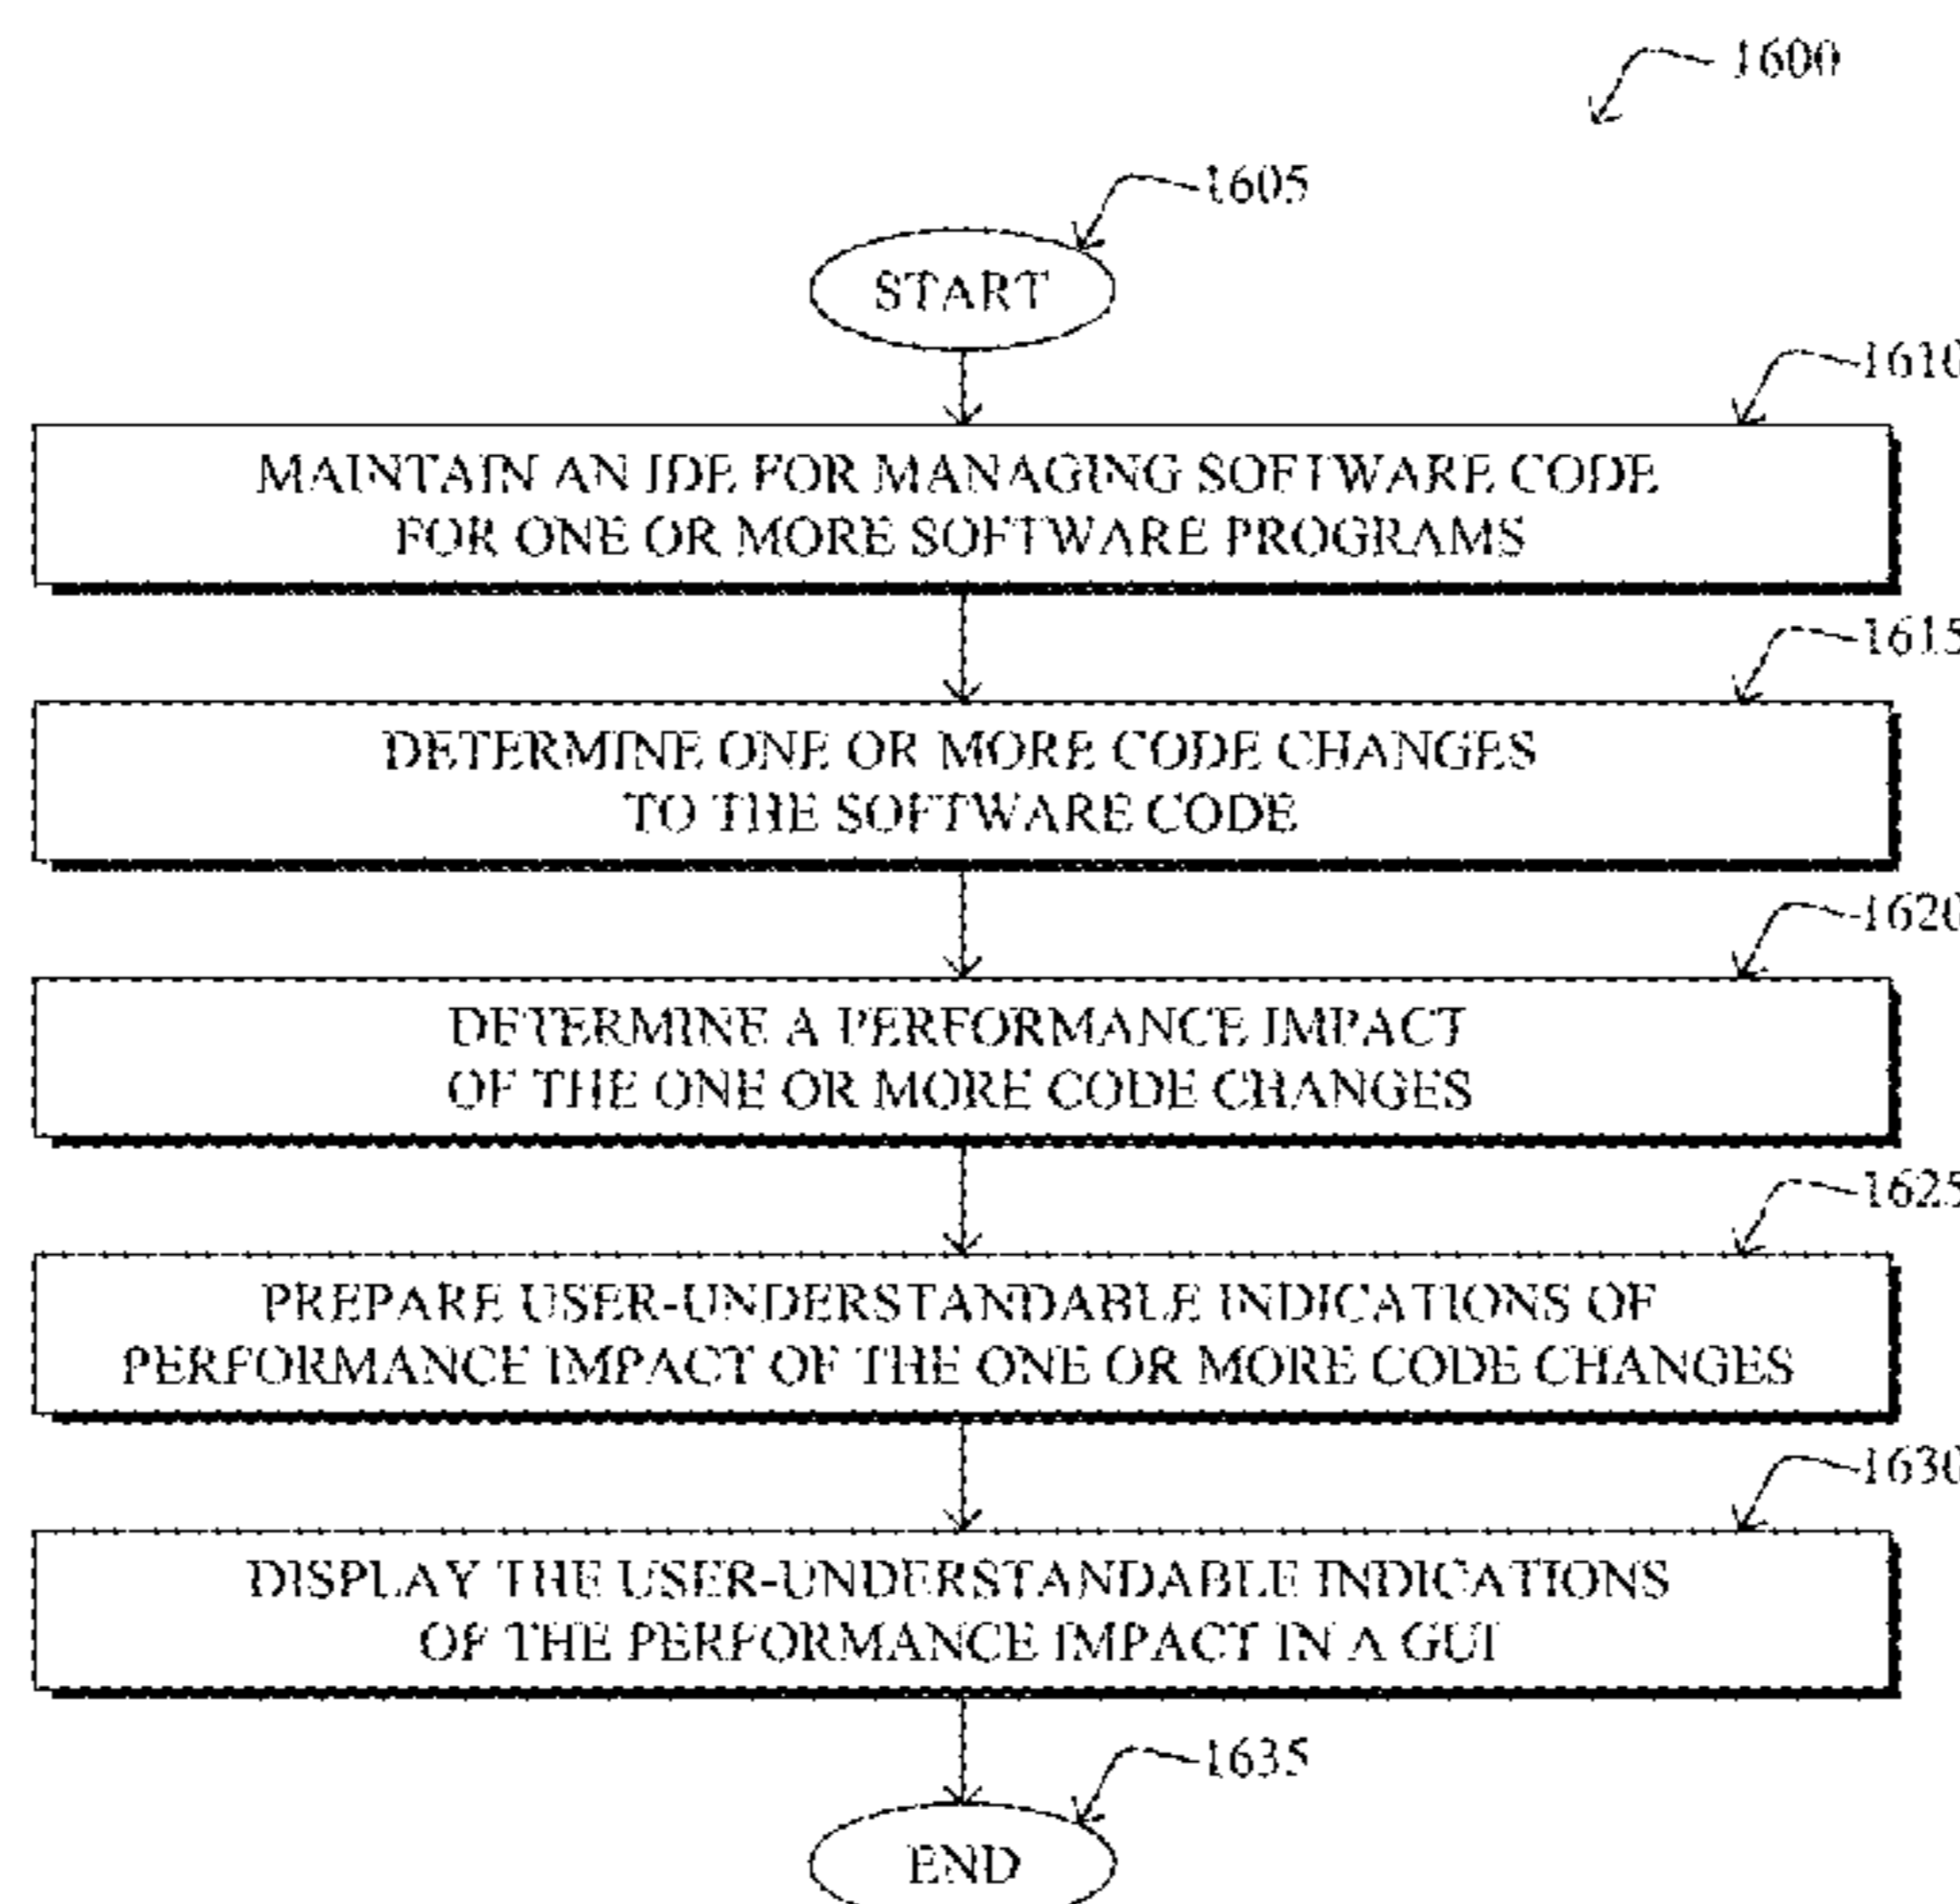 1600
1605
START
1610
MAINTAIN AN IDE FOR MANAGING SOFTWARE CODE
FOR ONE OR MORE SOFTWARE PROGRAMS
1615
DETERMINE ONE OR MORE CODE CHANGES
TO THE SOFTWARE CODE
1620
DETERMINE A PERFORMANCE IMPACT
OF THE ONE OR MORE CODE CHANGES
1625
PREPARE USER-UNDERSTANDABLE INDICATIONS OF
PERFORMANCE IMPACT OF THE ONE OR MORE CODE CHANGES
1630
DISPLAY THE USER-UNDERSTANDABLE INDICATIONS
OF THE PERFORMANCE IMPACT IN A GUI
1635
END